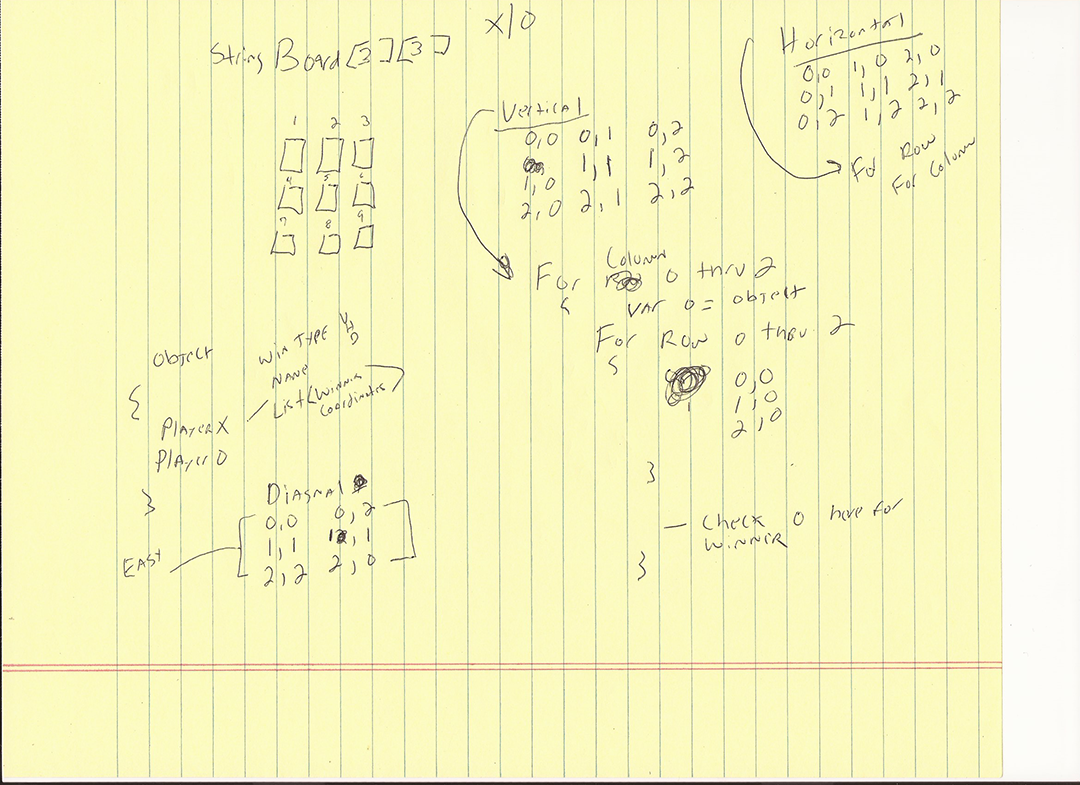 X/O
String Board [3][3]
1 2 3
4 5 6
7 8 9
Vertical
0,0 0,1 0,2
1,1 1,2
1,0
2,0 2,1 2,2
Horizontal
0,0 1,0 2,0
0,1 1,1 2,1
0,2 1,2 2,2
For Row
For Column
Column
For 0 thru 2
{ var o = object
For Row 0 thru 2
{
0,0
1,0
2,0
}
— Check o here for
winner
}
Object
{
Player X
Player O
}
Win Type V
H
D
Name
List (Winning
Coordinates)
Diagnal
0,0 0,2
1,1 1,1
2,2 2,0
Easy